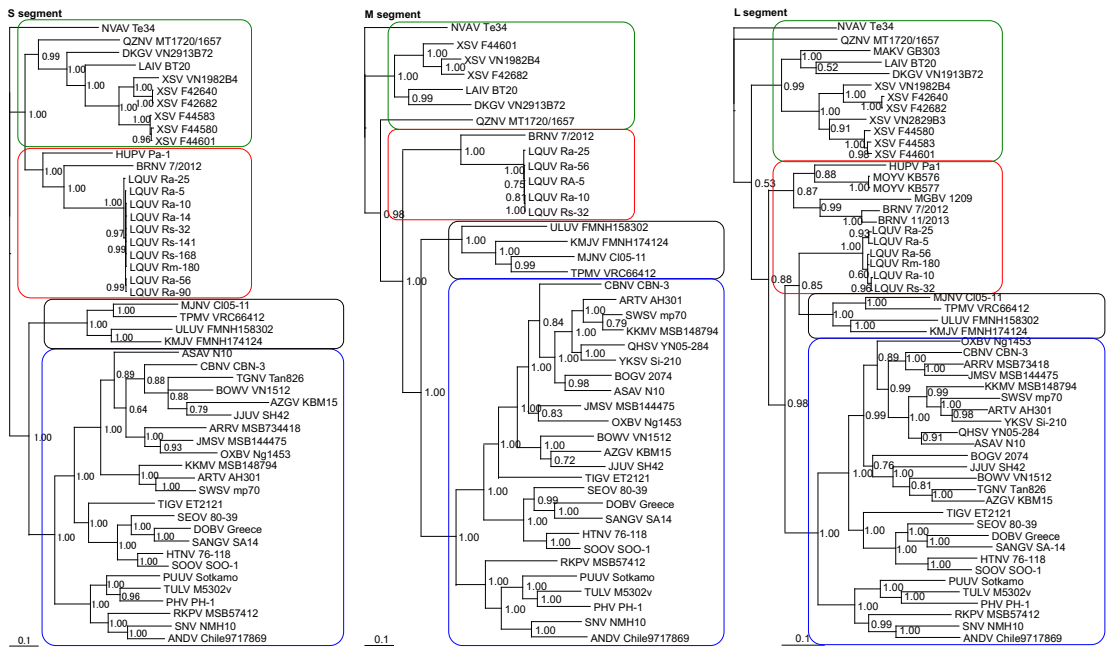 S segment
NVAV Te34
QZNV MT1720/1657
0.99
DKGV VN2913B72
1.00
LAIV BT20
1.00
XSV VN1982B4
1.00
XSV F42640
1.00
XSV F42682
1.00
XSV F44583
1.00
XSV F44580
0.96
XSV F44601
1.00
HUPV Pa-1
BRNV 7/2012
1.00
LQUV Ra-25
LQUV Ra-5
1.00
LQUV Ra-10
1.00
LQUV Ra-14
LQUV Rs-32
0.97
LQUV Rs-141
0.99
LQUV Rs-168
LQUV Rm-180
LQUV Ra-56
0.99
LQUV Ra-90
MJNV Cl05-11
1.00
TPMV VRC66412
1.00
ULUV FMNH158302
1.00
KMJV FMNH174124
ASAV N10
CBNV CBN-3
0.89
TGNV Tan826
0.88
BOWV VN1512
0.88
AZGV KBM15
0.64
0.79
JJUV SH42
ARRV MSB734418
1.00
JMSV MSB144475
0.93
OXBV Ng1453
1.00
1.00
KKMV MSB148794
1.00
ARTV AH301
1.00
SWSV mp70
TIGV ET2121
1.00
SEOV 80-39
1.00
DOBV Greece
1.00
SANGV SA14
1.00
1.00
HTNV 76-118
1.00
SOOV SOO-1
PUUV Sotkamo
1.00
TULV M5302v
0.96
PHV PH-1
1.00
RKPV MSB57412
1.00
SNV NMH10
1.00
ANDV Chile9717869
0.1
M segment
NVAV Te34
XSV F44601
1.00
XSV VN1982B4
1.00
XSV F42682
1.00
LAIV BT20
0.99
DKGV VN2913B72
QZNV MT1720/1657
BRNV 7/2012
1.00
LQUV Ra-25
LQUV Ra-56
0.75
LQUV RA-5
0.81
LQUV Ra-10
1.00
LQUV Rs-32
0.98
ULUV FMNH158302
1.00
KMJV FMNH174124
1.00
MJNV Cl05-11
0.99
TPMV VRC66412
1.00
CBNV CBN-3
ARTV AH301
1.00
SWSV mp70
0.84
0.79
KKMV MSB148794
1.00
QHSV YN05-284
1.00
YKSV Si-210
1.00
BOGV 2074
0.98
ASAV N10
1.00
1.00
JMSV MSB144475
0.83
OXBV Ng1453
BOWV VN1512
1.00
1.00
AZGV KBM15
0.72
JJUV SH42
TIGV ET2121
SEOV 80-39
0.99
DOBV Greece
1.00
SANGV SA14
1.00
HTNV 76-118
1.00
SOOV SOO-1
1.00
RKPV MSB57412
PUUV Sotkamo
1.00
TULV M5302v
1.00
PHV PH-1
1.00
SNV NMH10
1.00
ANDV Chile9717869
0.1
L segment
NVAV Te34
QZNV MT1720/1657
MAKV GB303
1.00
LAIV BT20
0.52
DKGV VN1913B72
0.99
XSV VN1982B4
1.00
XSV F42640
1.00
XSV F42682
1.00
XSV VN2829B3
0.91
XSV F44580
1.00
XSV F44583
0.98
XSV F44601
HUPV Pa1
0.88
MOYV KB576
1.00
MOYV KB577
0.53
0.87
MGBV 1209
0.99
BRNV 7/2012
1.00
BRNV 11/2013
LQUV Ra-25
0.93
LQUV Ra-5
1.00
LQUV Ra-56
LQUV Rm-180
0.60
LQUV Ra-10
0.96
LQUV Rs-32
0.88
0.85
MJNV Cl05-11
1.00
TPMV VRC66412
1.00
ULUV FMNH158302
1.00
KMJV FMNH174124
OXBV Ng1453
CBNV CBN-3
0.89
1.00
ARRV MSB73418
1.00
JMSV MSB144475
0.99
KKMV MSB148794
0.99
SWSV mp70
1.00
ARTV AH301
0.98
YKSV Si-210
0.98
0.99
0.99
QHSV YN05-284
0.91
ASAV N10
BOGV 2074
0.76
JJUV SH42
1.00
BOWV VN1512
0.81
TGNV Tan826
1.00
AZGV KBM15
TIGV ET2121
1.00
SEOV 80-39
1.00
DOBV Greece
1.00
SANGV SA-14
1.00
1.00
HTNV 76-118
1.00
SOOV SOO-1
PUUV Sotkamo
1.00
TULV M5302v
1.00
PHV PH-1
1.00
RKPV MSB57412
0.99
SNV NMH10
1.00
ANDV Chile9717869
0.1